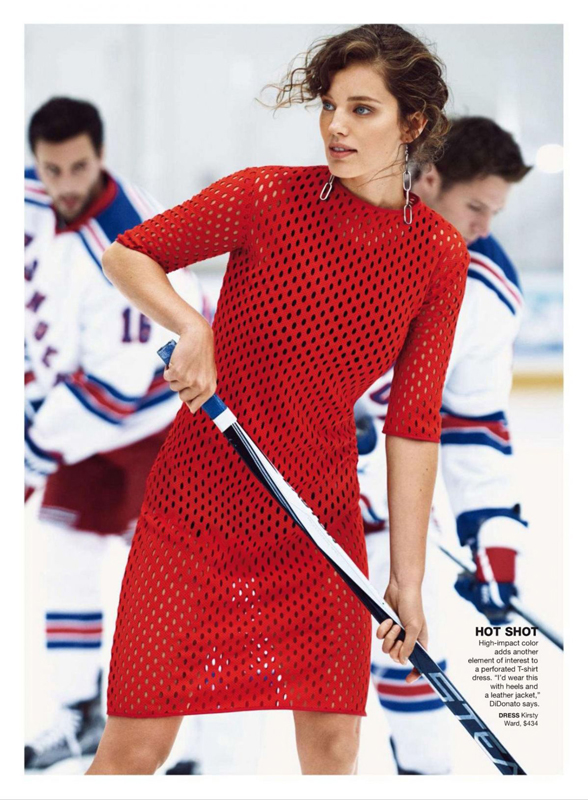 16
HOT SHOT
High-impact color
adds another
element of interest to
a perforated T-shirt
dress. "I'd wear this
with heels and
a leather jacket,"
DiDonato says.
DRESS Kirsty
Ward, $434